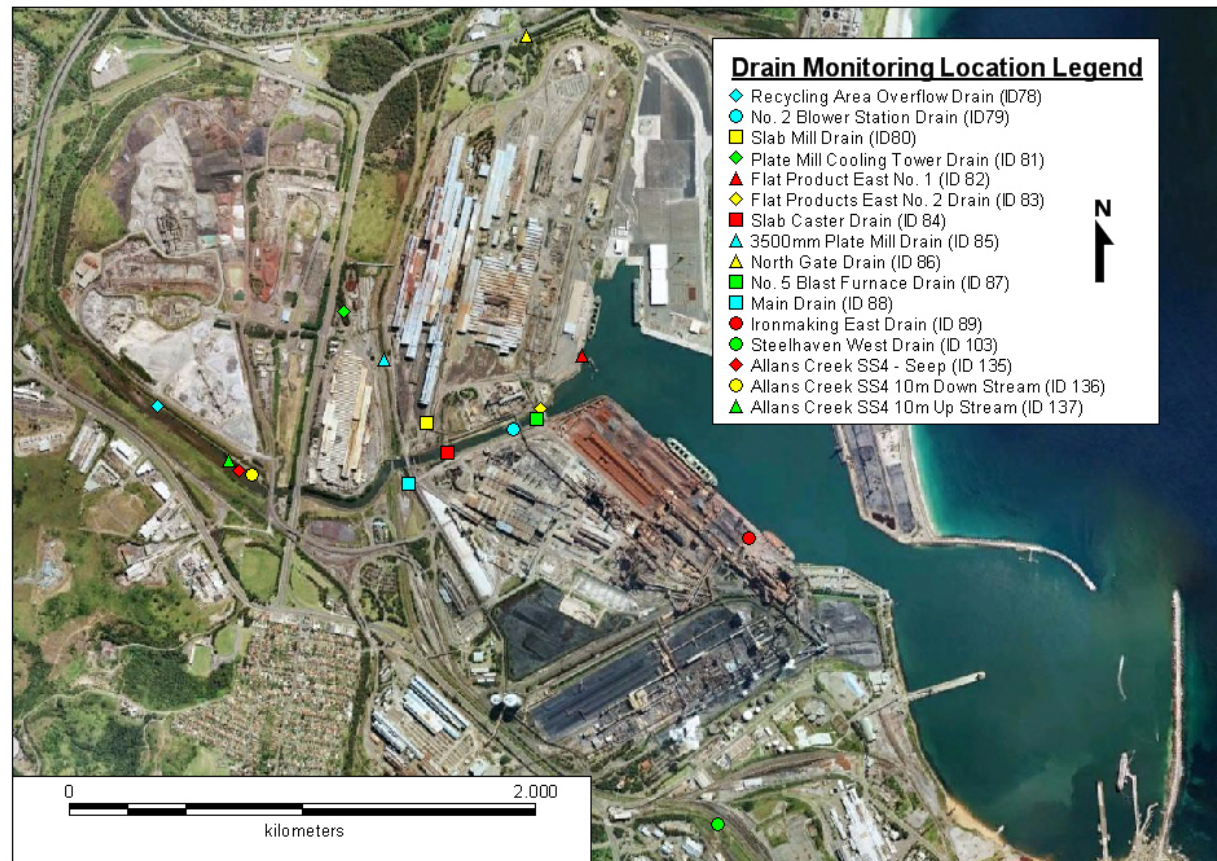 Drain Monitoring Location Legend
Recycling Area Overflow Drain (ID78)
No. 2 Blower Station Drain (ID79)
Slab Mill Drain (ID80)
Plate Mill Cooling Tower Drain (ID 81)
Flat Product East No. 1 (ID 82)
Flat Products East No. 2 Drain (ID 83)
Slab Caster Drain (ID 84)
3500mm Plate Mill Drain (ID 85)
North Gate Drain (ID 86)
No. 5 Blast Furnace Drain (ID 87)
Main Drain (ID 88)
Ironmaking East Drain (ID 89)
Steelhaven West Drain (ID 103)
Allans Creek SS4 - Seep (ID 135)
Allans Creek SS4 10m Down Stream (ID 136)
Allans Creek SS4 10m Up Stream (ID 137)
N
0 2.000
kilometers